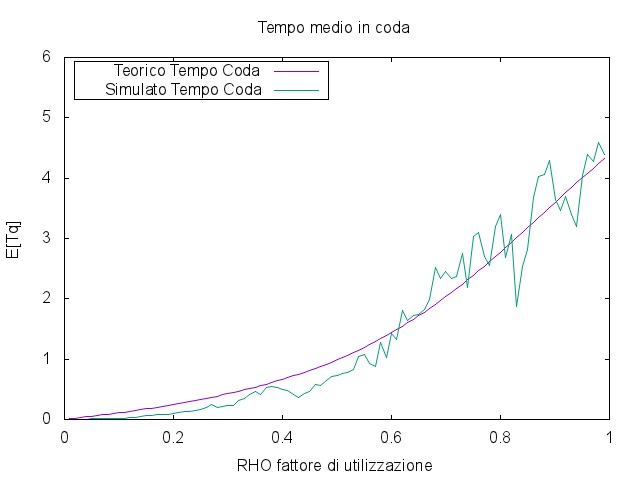 Tempo medio in coda
6
5
4
3
2
1
0
E[Tq]
Teorico Tempo Coda
Simulato Tempo Coda
0 0.2 0.4 0.6 0.8 1
RHO fattore di utilizzazione